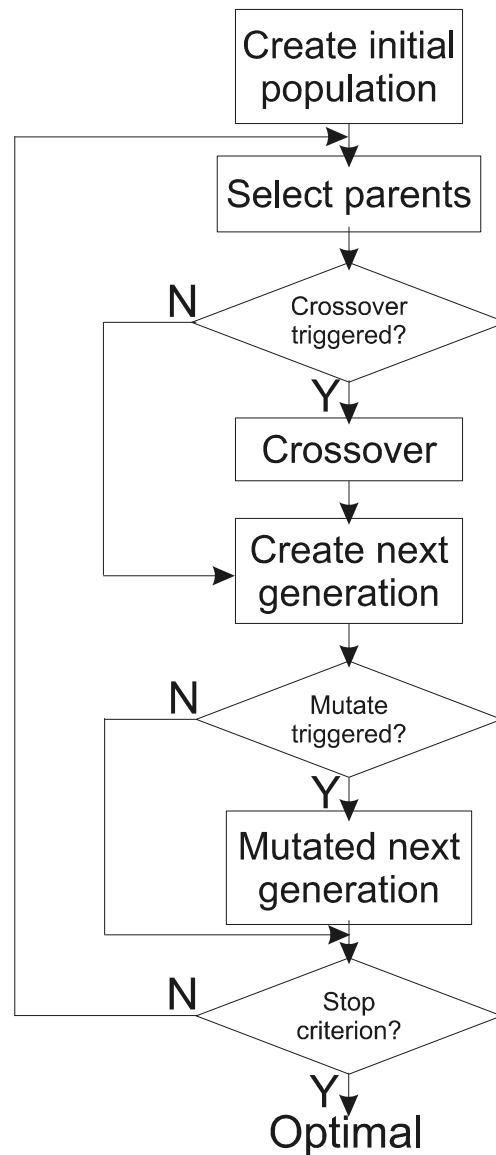 Create initial
population
Select parents
N
Crossover
triggered?
Y
Crossover
Create next
generation
N
Mutate
triggered?
Y
Mutated next
generation
N
Stop
criterion?
Y
Optimal